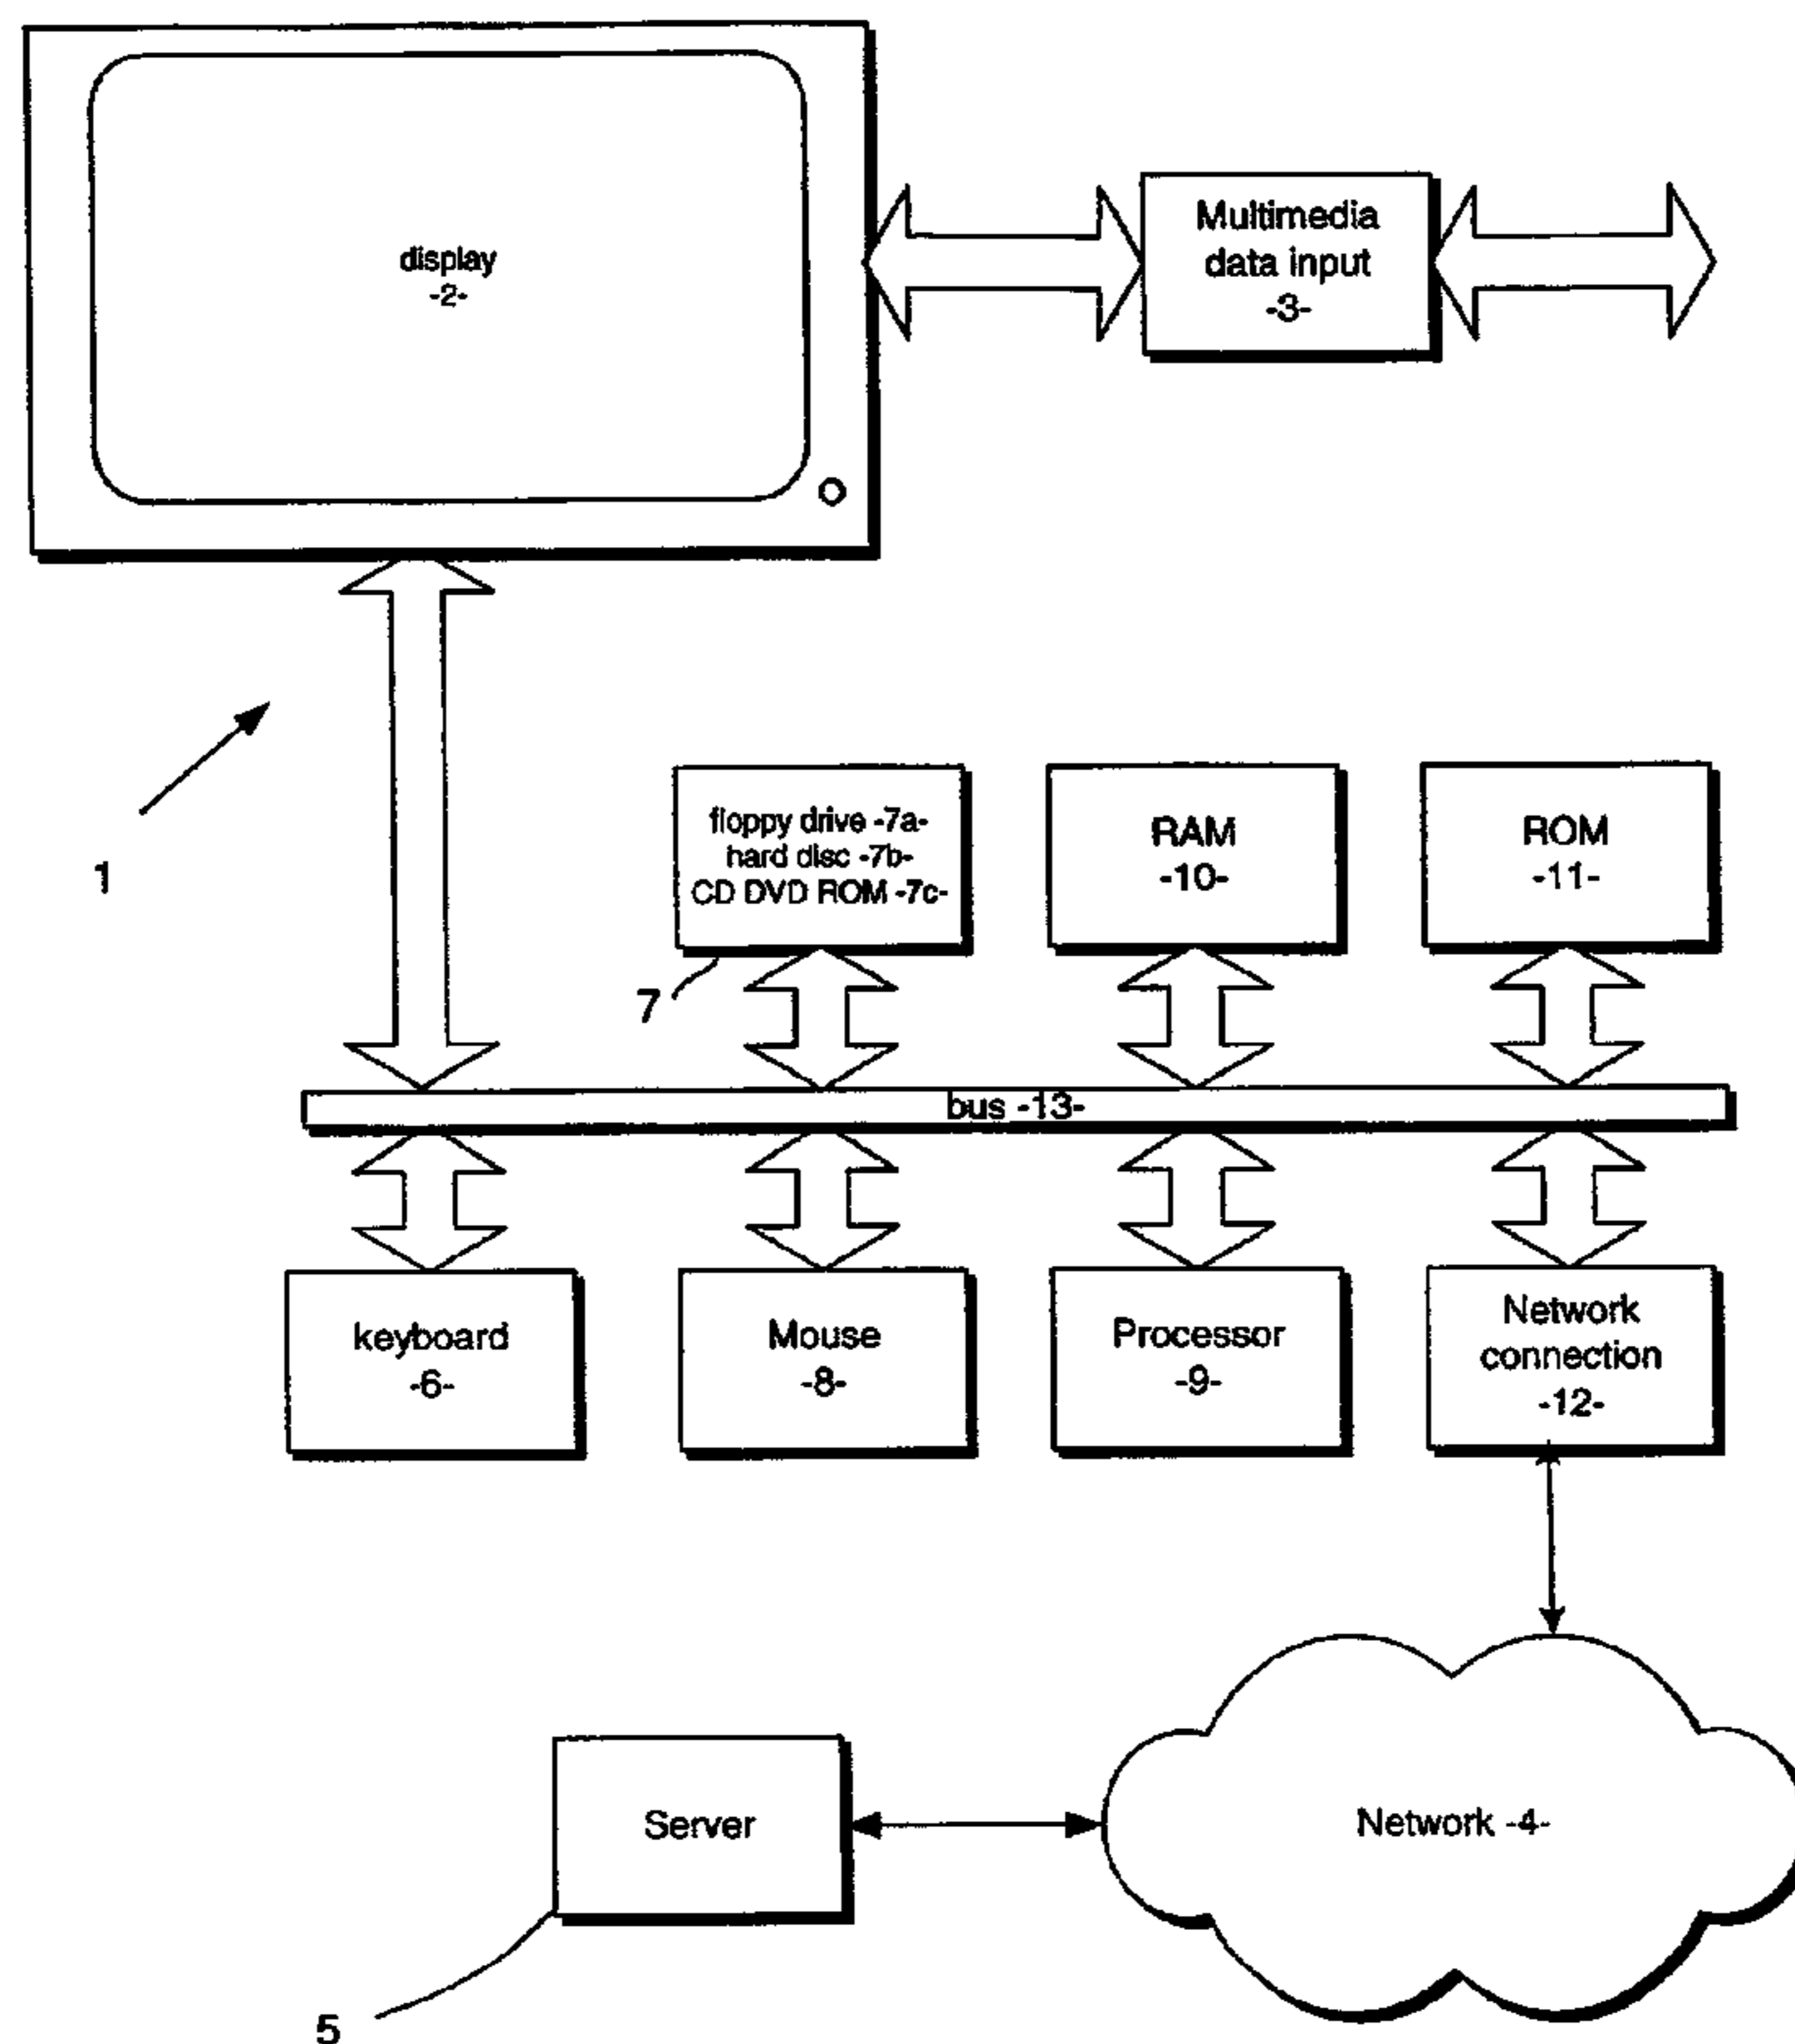 display
-2-
Multimedia
data input
-3-
1
floppy drive -7a-
hard disc -7b-
CD DVD ROM -7c-
7
RAM
-10-
ROM
-11-
bus -13-
keyboard
-6-
Mouse
-8-
Processor
-9-
Network
connection
-12-
Server
5
Network -4-